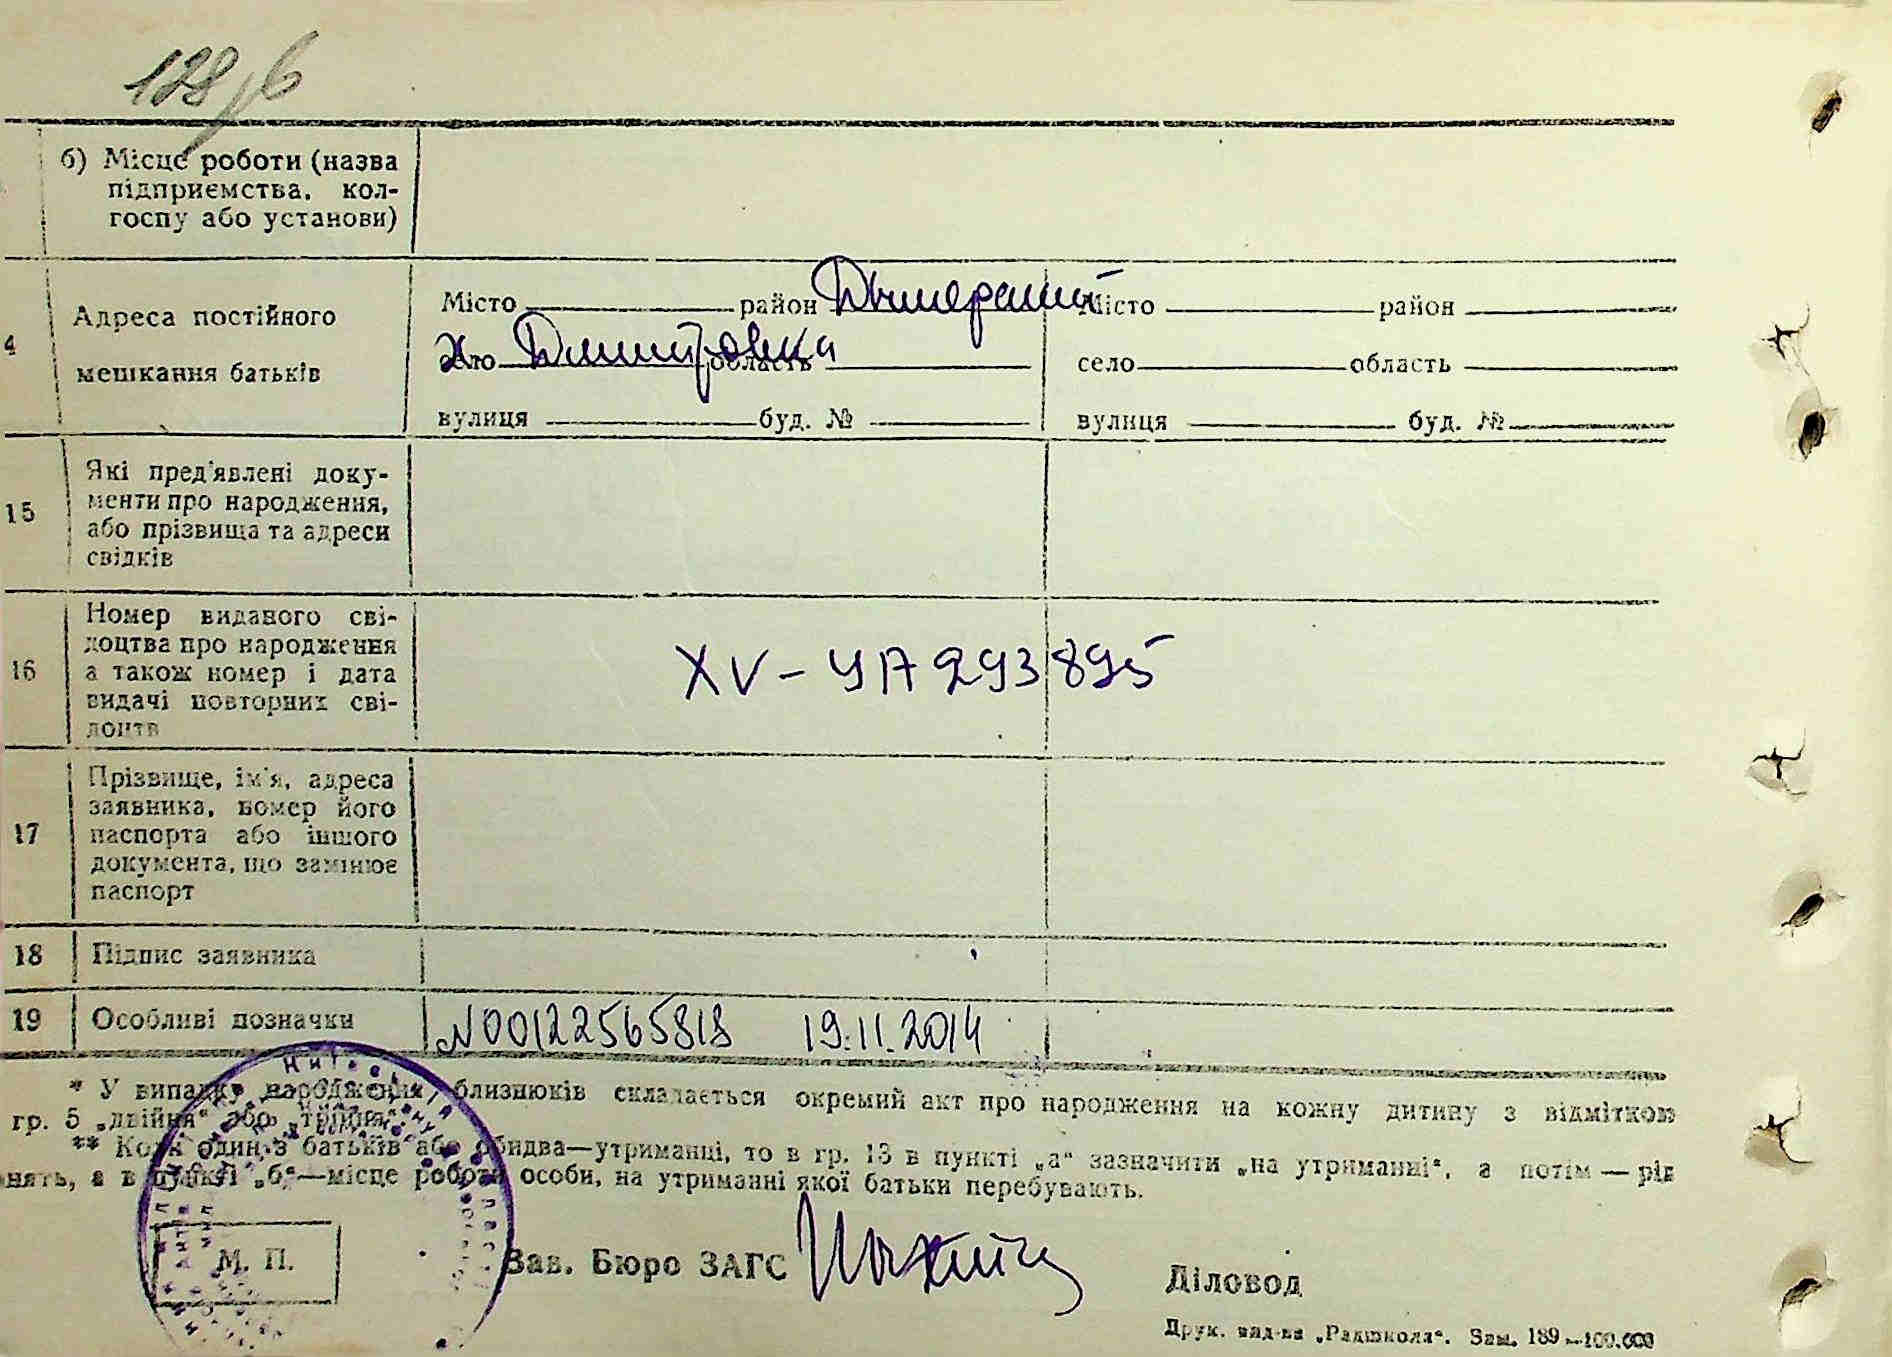 128
б) Місце роботи (назва
підприємства, кол-
госпу або установи)
4
Адреса постійного
мешкання батьків
Місто район Димерський
село Дмитрівка область
вулиця буд. №
Місто район
село область
вулиця буд. №
15
Які пред'явлені доку-
менти про народження,
або прізвища та адреси
свідків
16
Номер виданого сві-
доцтва про народження
а також номер і дата
видачі повторних сві-
доцтв
XV – УА 293895
17
Прізвище, ім'я, адреса
заявника, номер його
паспорта або іншого
документа, що замінює
паспорт
18
Підпис заявника
19
Особливі позначки
N00122565818 19.11.2014
* У випадку народження близнюків складається окремий акт про народження на кожну дитину з відміткою
гр. 5 „двійня“ або „трійня“.
** Коли один з батьків або обидва—утриманці, то в гр. 13 в пункті „а“ зазначити „на утриманні“, а потім — рід
нять, а в пункті „б“—місце роботи особи, на утриманні якої батьки перебувають.
М. П.
Зав. Бюро ЗАГС
Діловод
Друк. вид-ва „Радшкола“. Зам. 189—100.000